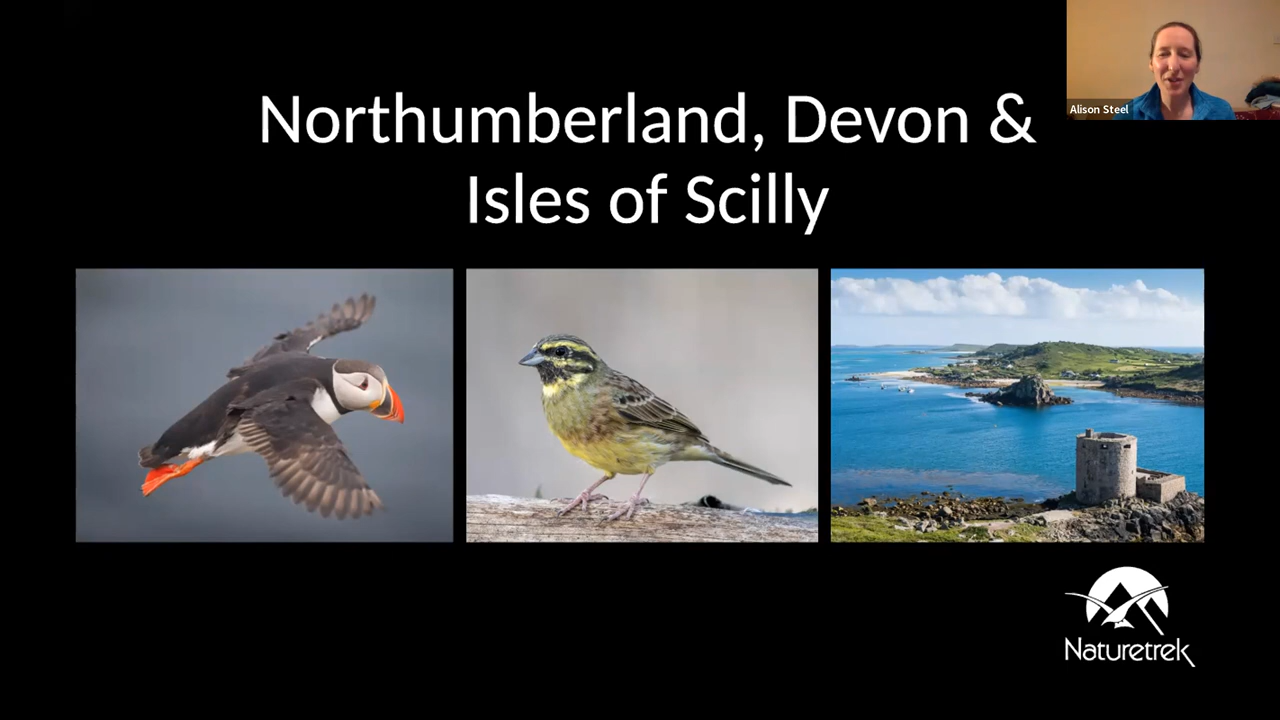 Northumberland, Devon &
Isles of Scilly
Alison Steel
Naturetrek